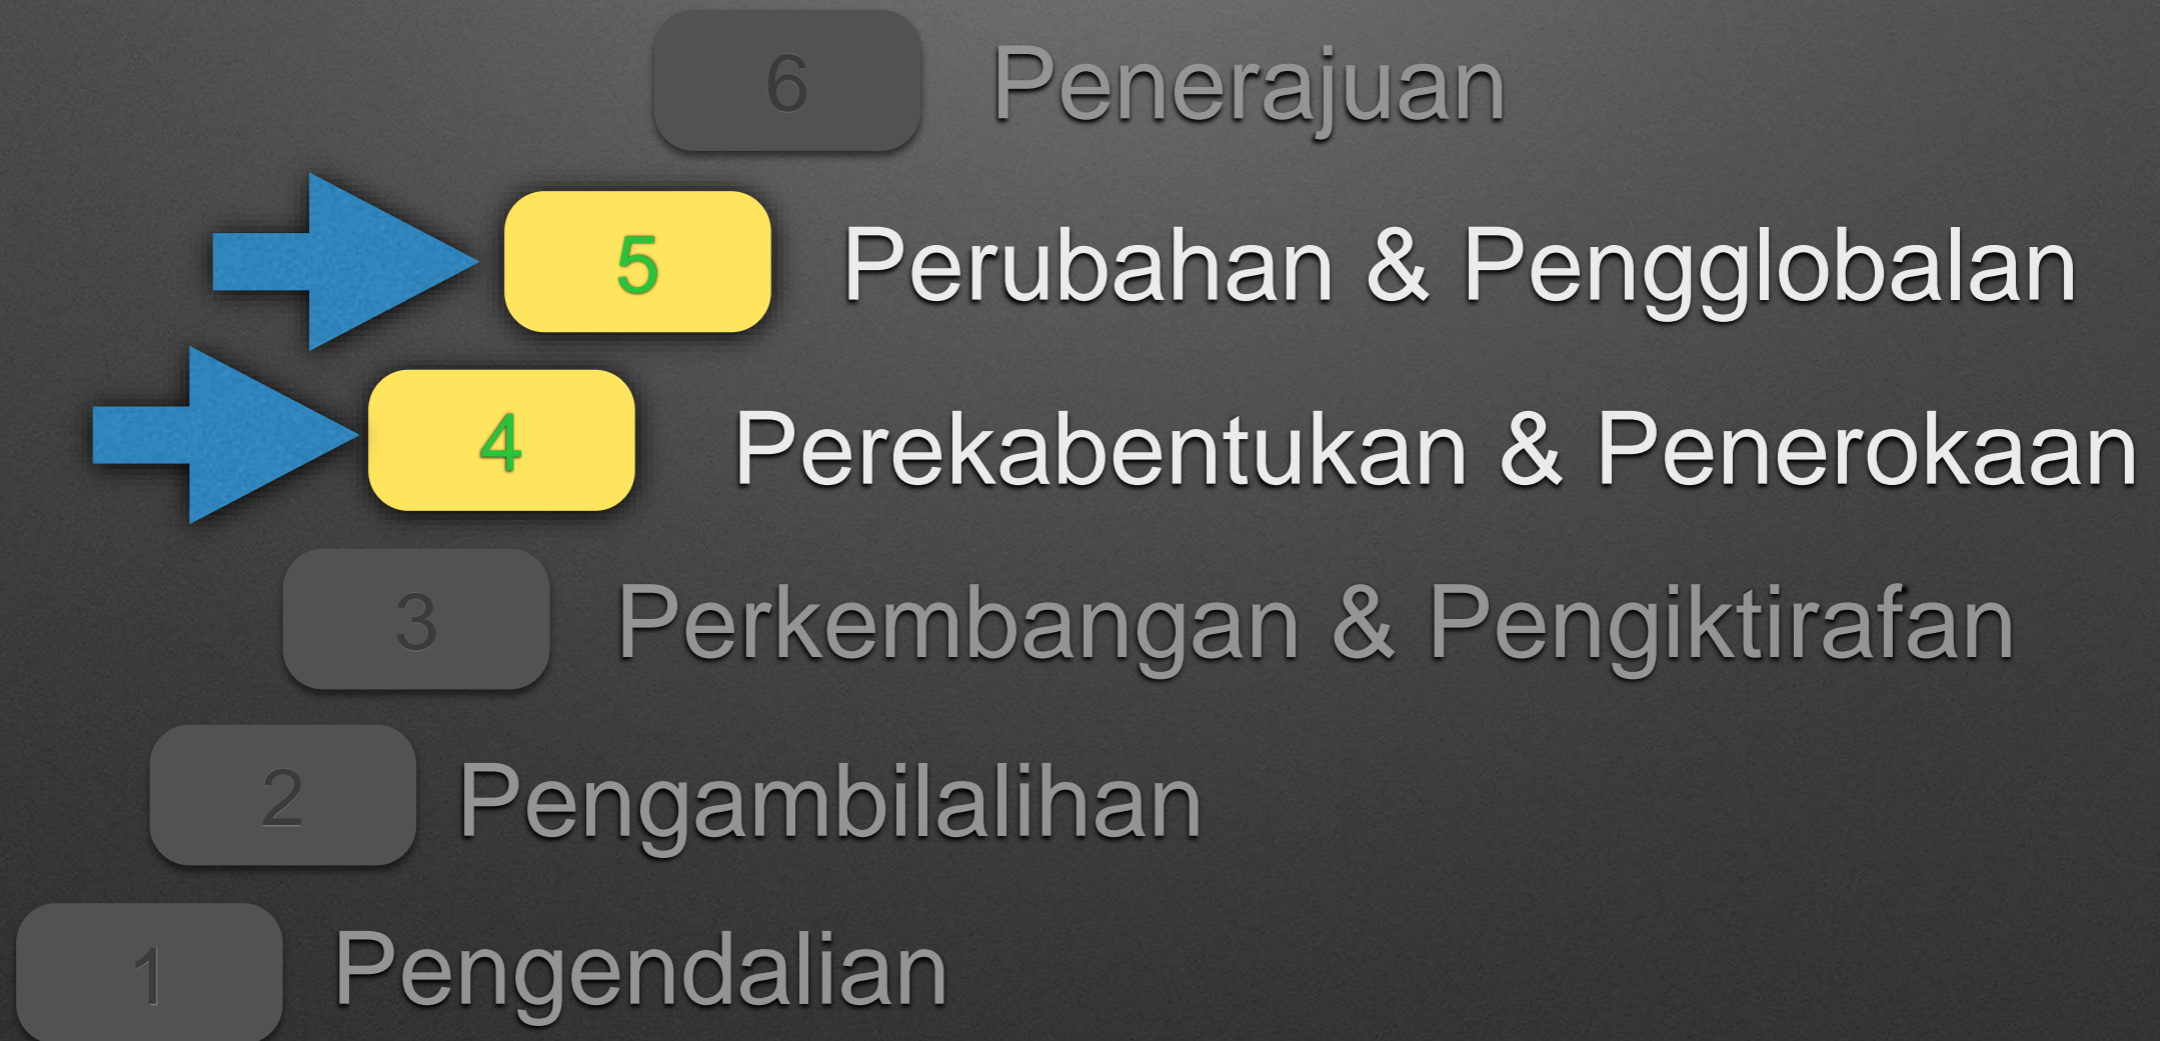 6 Penerajuan
5 Perubahan & Pengglobalan
4 Perekabentukan & Penerokaan
3 Perkembangan & Pengiktirafan
2 Pengambilalihan
1 Pengendalian